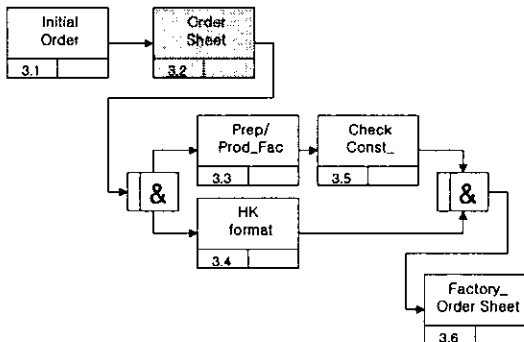 Initial
Order
3.1
Order
Sheet
3.2
Prep/
Prod_Fac
3.3
Check
Const_
3.5
&
&
HK
format
3.4
Factory_
Order Sheet
3.6